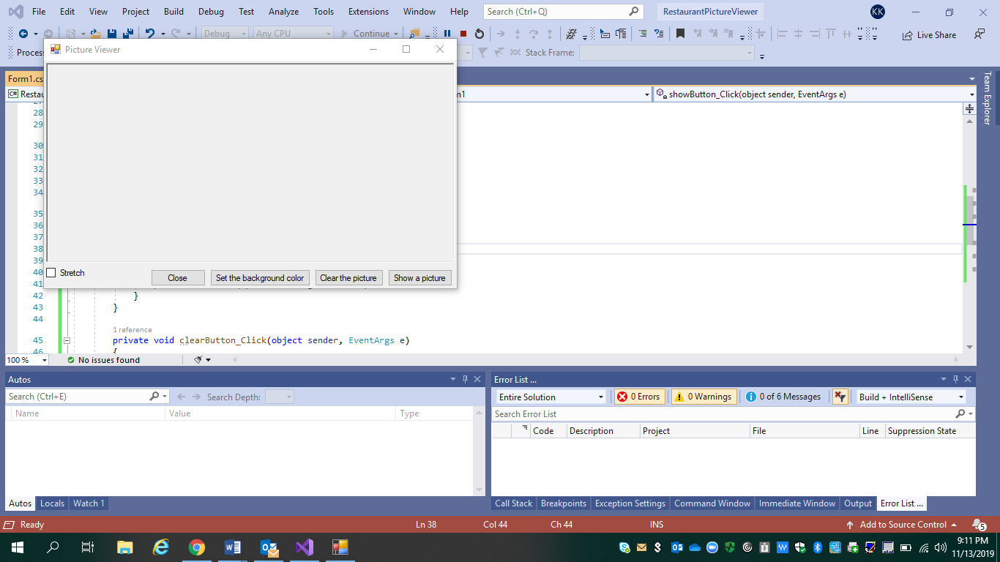 File Edit View Project Build Debug Test Analyze Tools Extensions Window Help Search (Ctrl+Q) RestaurantPictureViewer KK
Debug Any CPU Continue Live Share
Picture Viewer
Stack Frame:
Form1.cs
C# showButton_Click(object sender, EventArgs e)
Team Explorer
28
29
30
31
32
33
34
35
36
37
38
39
40
41
Stretch
Close Set the background color Clear the picture Show a picture
42 }
43 }
44
1 reference
45 private void clearButton_Click(object sender, EventArgs e)
46 {
100 % No issues found
Autos
Search (Ctrl+E) Search Depth:
Name Value Type
Autos Locals Watch 1
Error List ...
Entire Solution 0 Errors 0 Warnings 0 of 6 Messages Build + IntelliSense
Search Error List
Code Description Project File Line Suppression State
Call Stack Breakpoints Exception Settings Command Window Immediate Window Output Error List ...
Ready Ln 38 Col 44 Ch 44 INS Add to Source Control 5
9:11 PM
11/13/2019